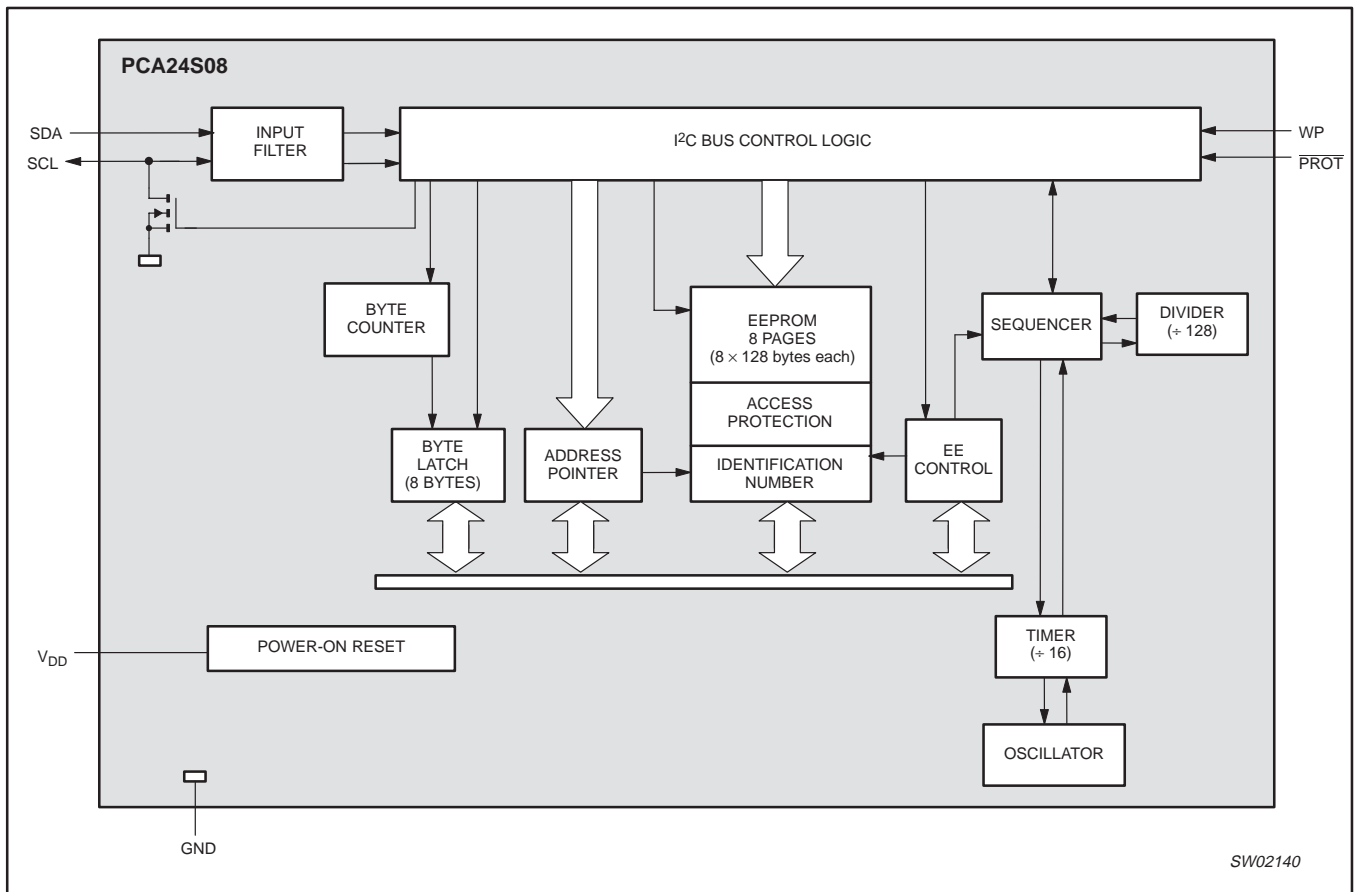 PCA24S08
SDA
SCL
INPUT
FILTER
I²C BUS CONTROL LOGIC
WP
P̅R̅O̅T̅
BYTE
COUNTER
EEPROM
8 PAGES
(8 × 128 bytes each)
SEQUENCER
DIVIDER
(÷ 128)
ACCESS
PROTECTION
BYTE
LATCH
(8 BYTES)
ADDRESS
POINTER
IDENTIFICATION
NUMBER
EE
CONTROL
VDD
POWER-ON RESET
TIMER
(÷ 16)
OSCILLATOR
GND
SW02140